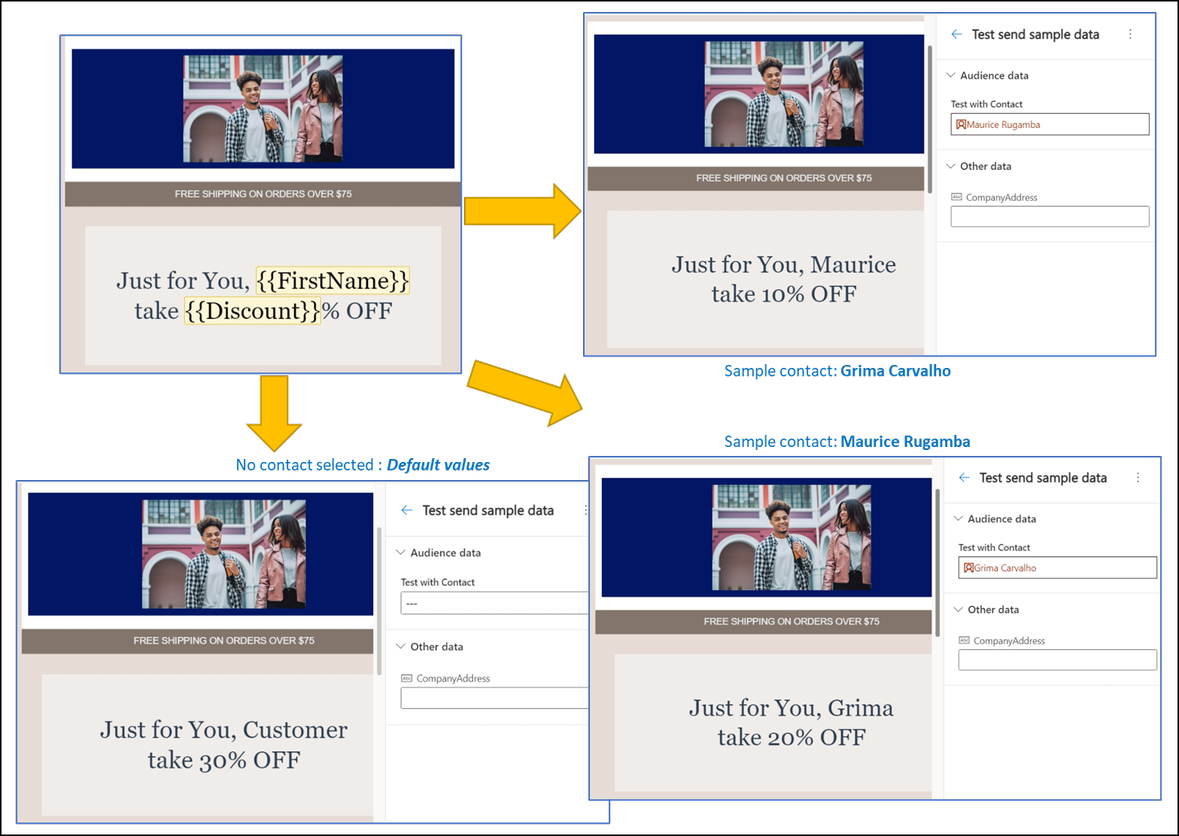 FREE SHIPPING ON ORDERS OVER $75
Just for You, {{FirstName}}
take {{Discount}}% OFF
FREE SHIPPING ON ORDERS OVER $75
Just for You, Maurice
take 10% OFF
Test send sample data
Audience data
Test with Contact
Maurice Rugamba
Other data
Abc CompanyAddress
Sample contact: Grima Carvalho
No contact selected : Default values
FREE SHIPPING ON ORDERS OVER $75
Just for You, Customer
take 30% OFF
Test send sample data
Audience data
Test with Contact
---
Other data
Abc CompanyAddress
Sample contact: Maurice Rugamba
FREE SHIPPING ON ORDERS OVER $75
Just for You, Grima
take 20% OFF
Test send sample data
Audience data
Test with Contact
Grima Carvalho
Other data
Abc CompanyAddress